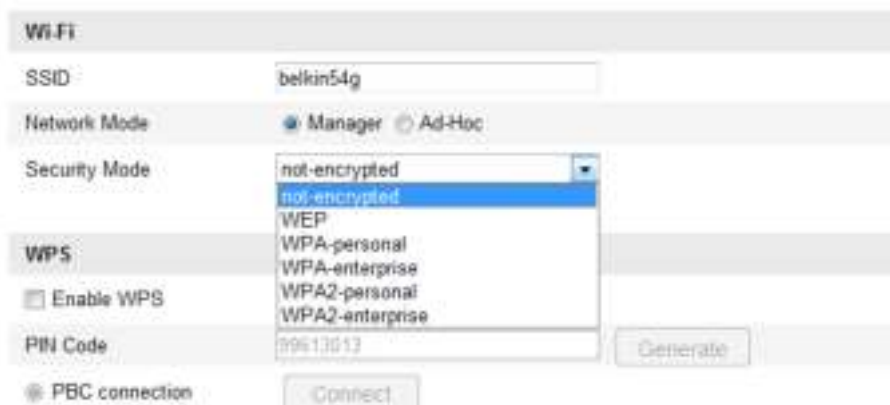 Wi-Fi
SSID belkin54g
Network Mode Manager Ad-Hoc
Security Mode not-encrypted
not-encrypted
WEP
WPA-personal
WPA-enterprise
WPS
WPA2-personal
Enable WPS
WPA2-enterprise
PIN Code 99613013 Generate
PBC connection Connect